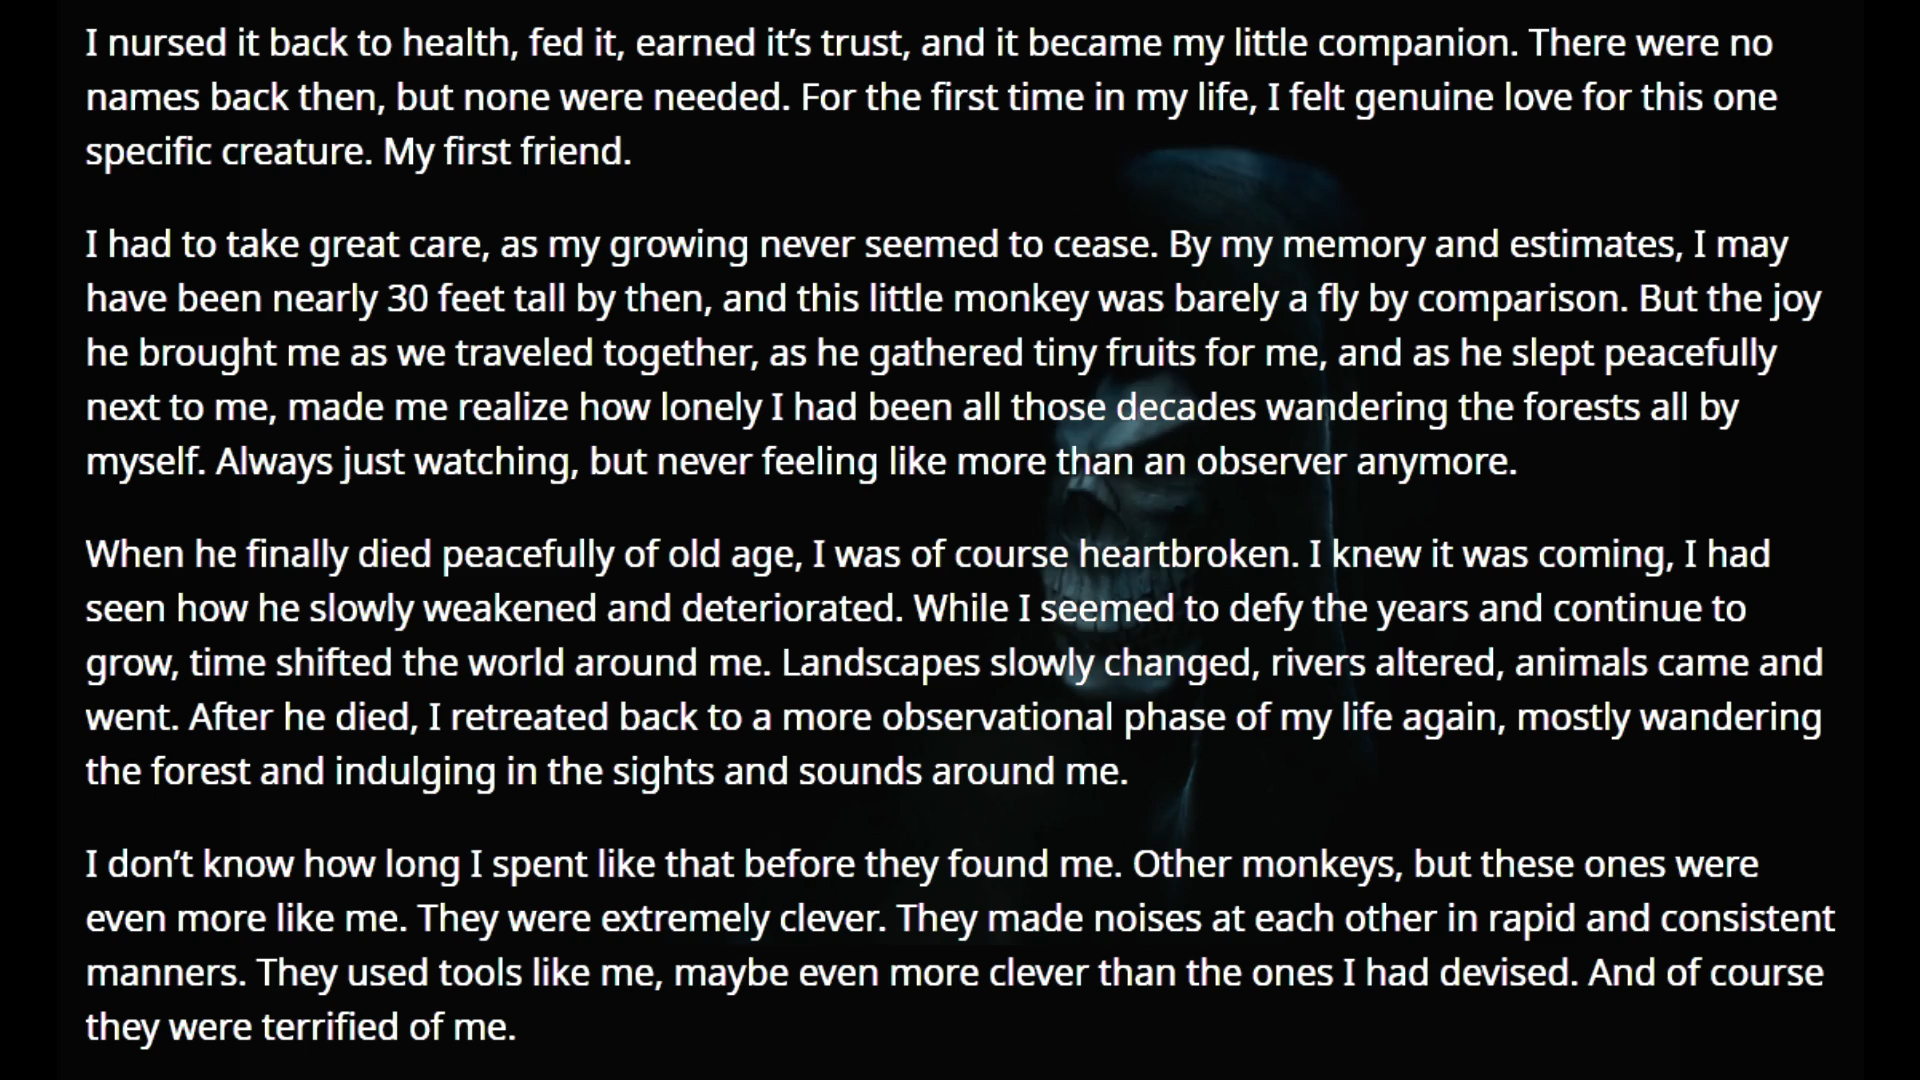 I nursed it back to health, fed it, earned it’s trust, and it became my little companion. There were no
names back then, but none were needed. For the first time in my life, I felt genuine love for this one
specific creature. My first friend.
I had to take great care, as my growing never seemed to cease. By my memory and estimates, I may
have been nearly 30 feet tall by then, and this little monkey was barely a fly by comparison. But the joy
he brought me as we traveled together, as he gathered tiny fruits for me, and as he slept peacefully
next to me, made me realize how lonely I had been all those decades wandering the forests all by
myself. Always just watching, but never feeling like more than an observer anymore.
When he finally died peacefully of old age, I was of course heartbroken. I knew it was coming, I had
seen how he slowly weakened and deteriorated. While I seemed to defy the years and continue to
grow, time shifted the world around me. Landscapes slowly changed, rivers altered, animals came and
went. After he died, I retreated back to a more observational phase of my life again, mostly wandering
the forest and indulging in the sights and sounds around me.
I don’t know how long I spent like that before they found me. Other monkeys, but these ones were
even more like me. They were extremely clever. They made noises at each other in rapid and consistent
manners. They used tools like me, maybe even more clever than the ones I had devised. And of course
they were terrified of me.